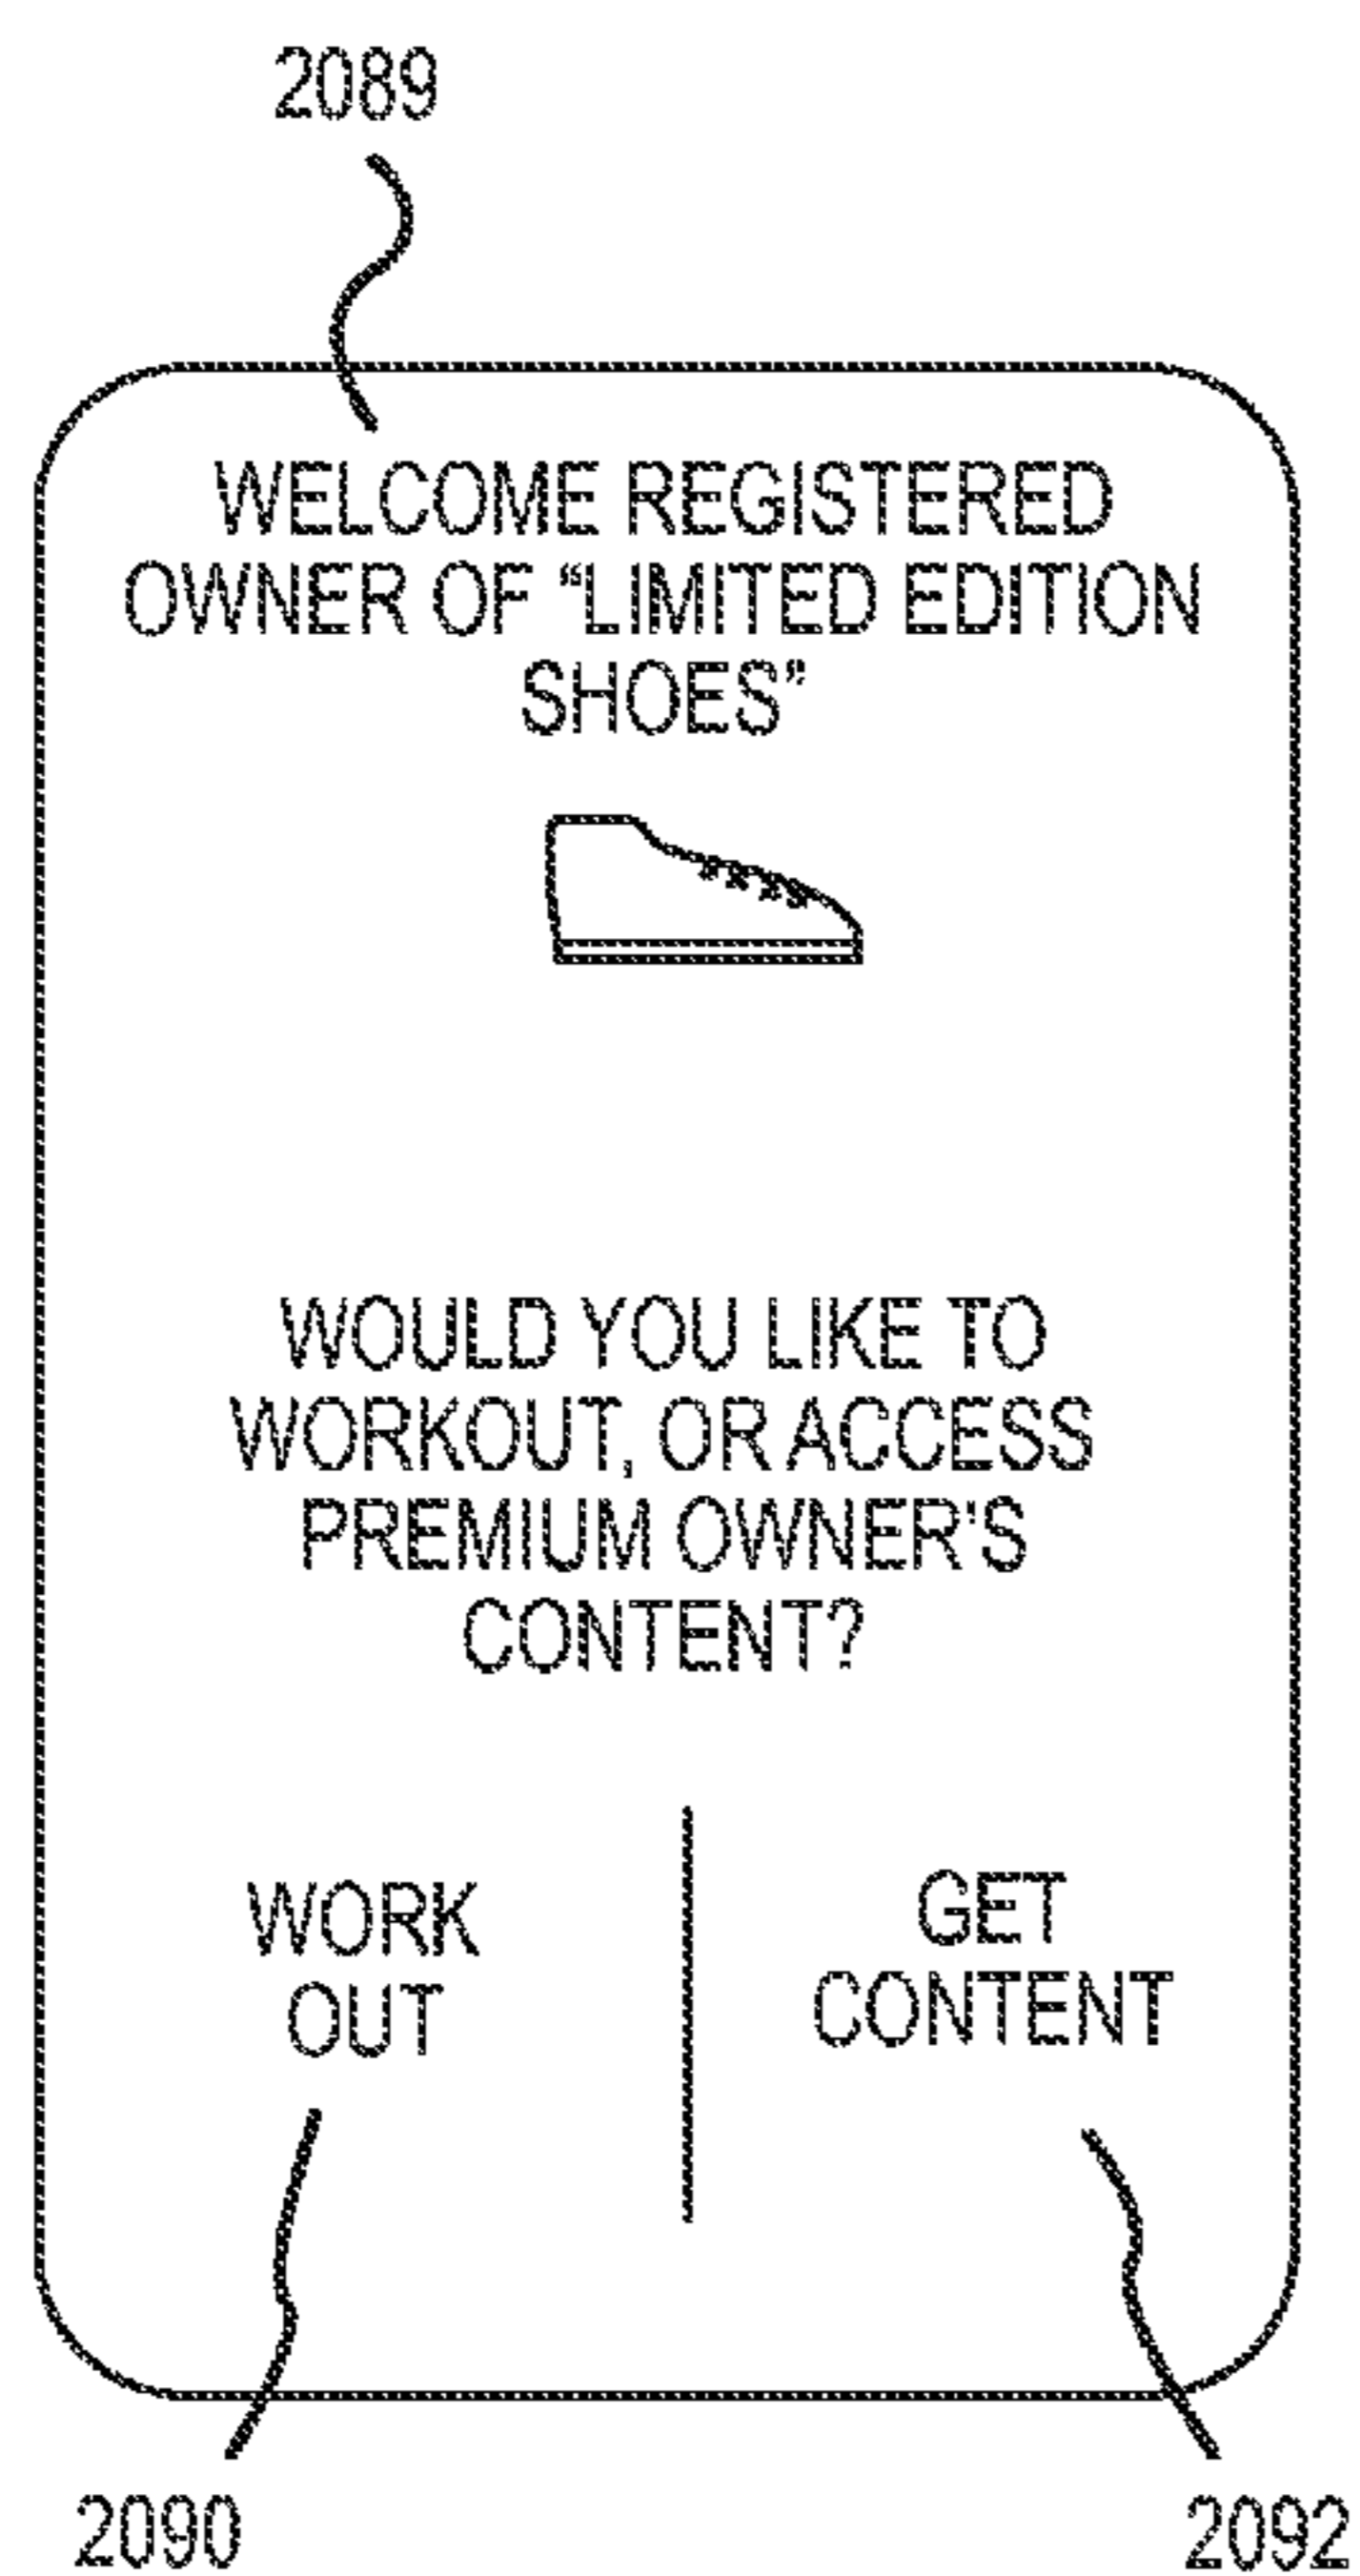 2089
WELCOME REGISTERED
OWNER OF “LIMITED EDITION
SHOES”
WOULD YOU LIKE TO
WORKOUT, OR ACCESS
PREMIUM OWNER'S
CONTENT?
WORK
OUT
GET
CONTENT
2090
2092